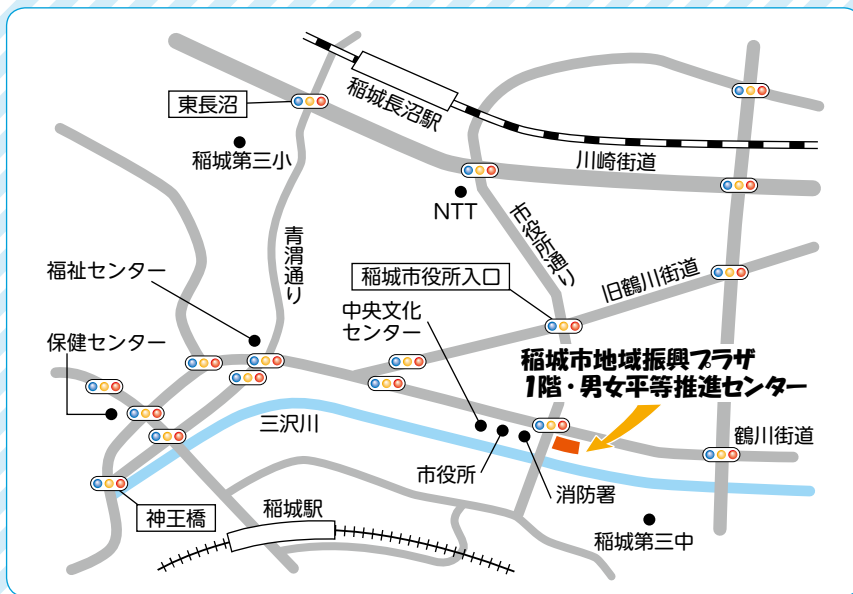 東長沼
稲城長沼駅
稲城第三小
川崎街道
NTT
市役所通り
青渭通り
福祉センター
稲城市役所入口
旧鶴川街道
中央文化
センター
保健センター
稲城市地域振興プラザ
1階・男女平等推進センター
三沢川
鶴川街道
市役所
消防署
稲城駅
神王橋
稲城第三中